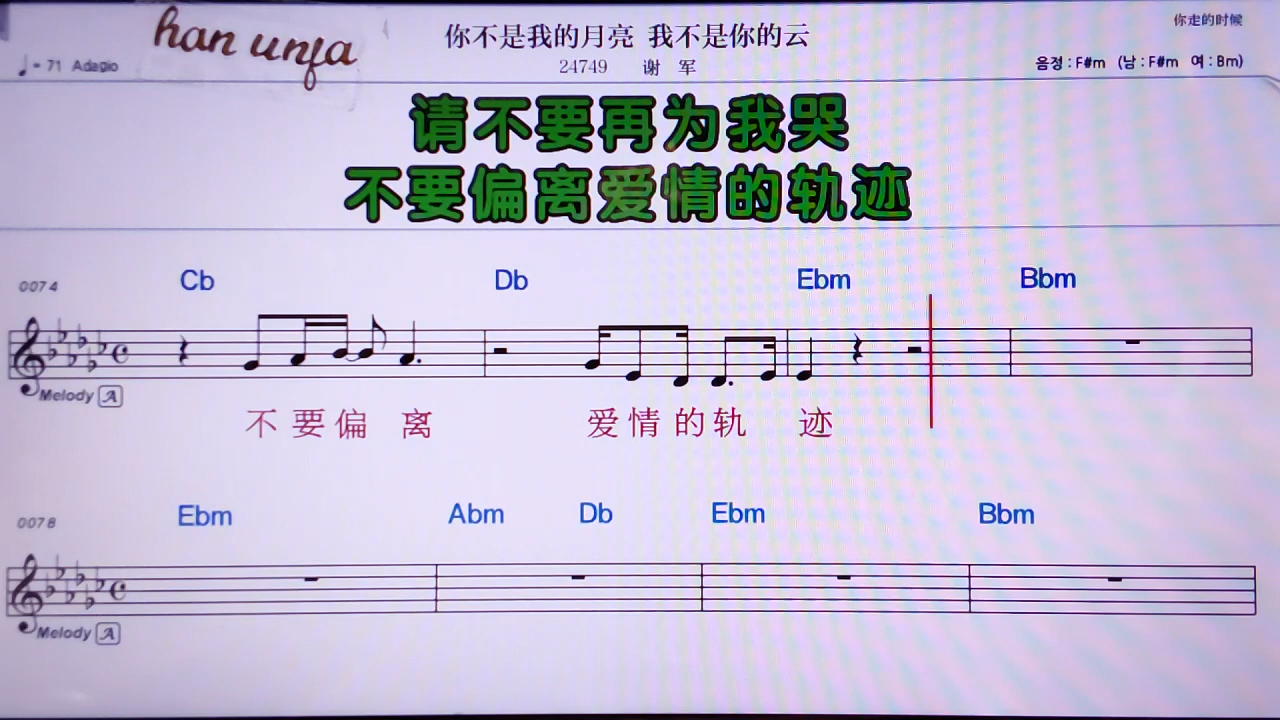 han unfa
你不是我的月亮 我不是你的云
你走的时候
♩= 71 Adagio
24749 谢 军
음정 : F#m (남 : F#m 여 : Bm)
请不要再为我哭
不要偏离爱情的轨迹
0074
Cb Db Ebm Bbm
Melody A
不 要 偏 离 爱 情 的 轨 迹
0078
Ebm Abm Db Ebm Bbm
Melody A